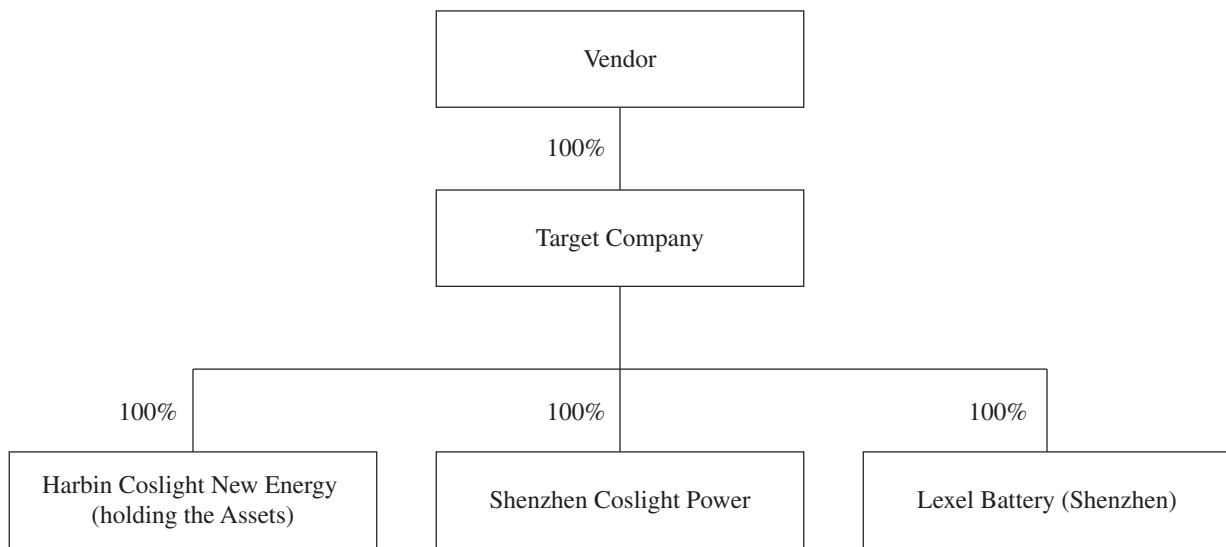 Vendor
100%
Target Company
100%
100%
100%
Harbin Coslight New Energy
(holding the Assets)
Shenzhen Coslight Power
Lexel Battery (Shenzhen)